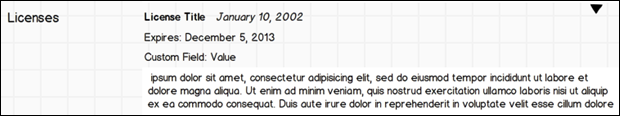 Licenses
License Title January 10, 2002
Expires: December 5, 2013
Custom Field: Value
ipsum dolor sit amet, consectetur adipisicing elit, sed do eiusmod tempor incididunt ut labore et
dolore magna aliqua. Ut enim ad minim veniam, quis nostrud exercitation ullamco laboris nisi ut aliquip
ex ea commodo consequat. Duis aute irure dolor in reprehenderit in voluptate velit esse cillum dolore